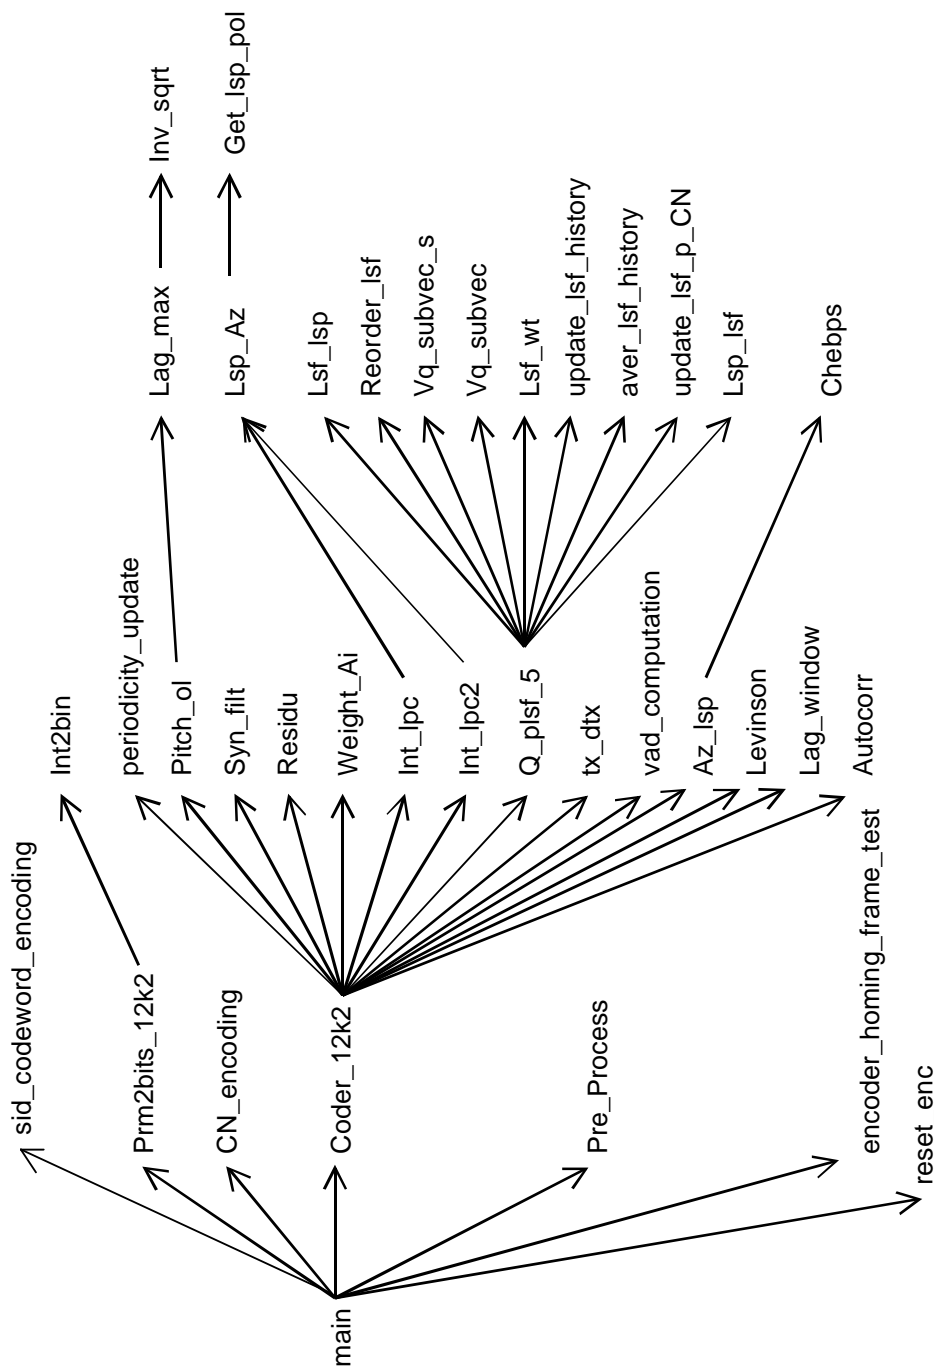 main
sid_codeword_encoding
Prm2bits_12k2
CN_encoding
Coder_12k2
Pre_Process
encoder_homing_frame_test
reset_enc
Int2bin
periodicity_update
Pitch_ol
Syn_filt
Residu
Weight_Ai
Int_lpc
Int_lpc2
Q_plsf_5
tx_dtx
vad_computation
Az_lsp
Levinson
Lag_window
Autocorr
Lag_max
Lsp_Az
Lsf_lsp
Reorder_lsf
Vq_subvec_s
Vq_subvec
Lsf_wt
update_lsf_history
aver_lsf_history
update_lsf_p_CN
Lsp_lsf
Chebps
Inv_sqrt
Get_lsp_pol